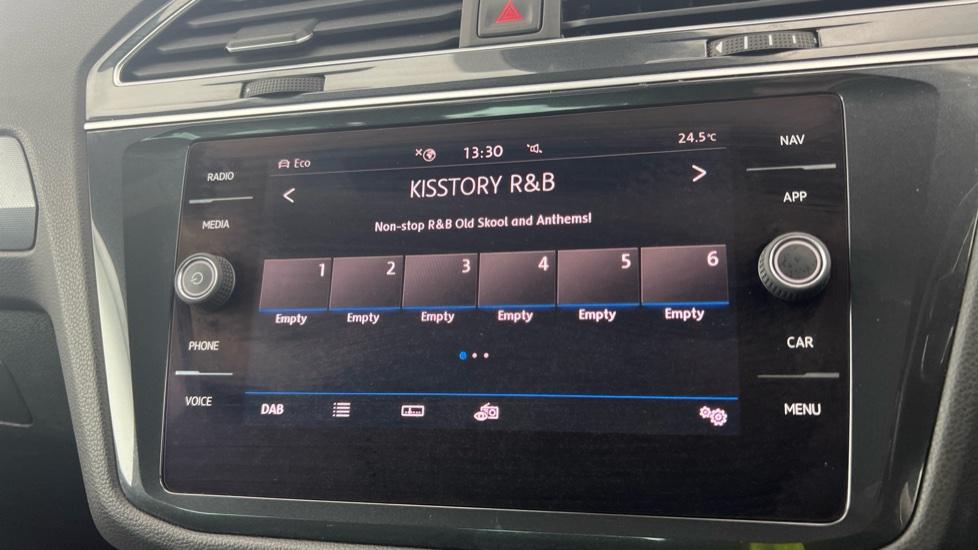 RADIO
MEDIA
PHONE
VOICE
Eco
13:30
24.5°C
KISSTORY R&B
Non-stop R&B Old Skool and Anthems!
1 2 3 4 5 6
Empty Empty Empty Empty Empty Empty
DAB
NAV
APP
CAR
MENU